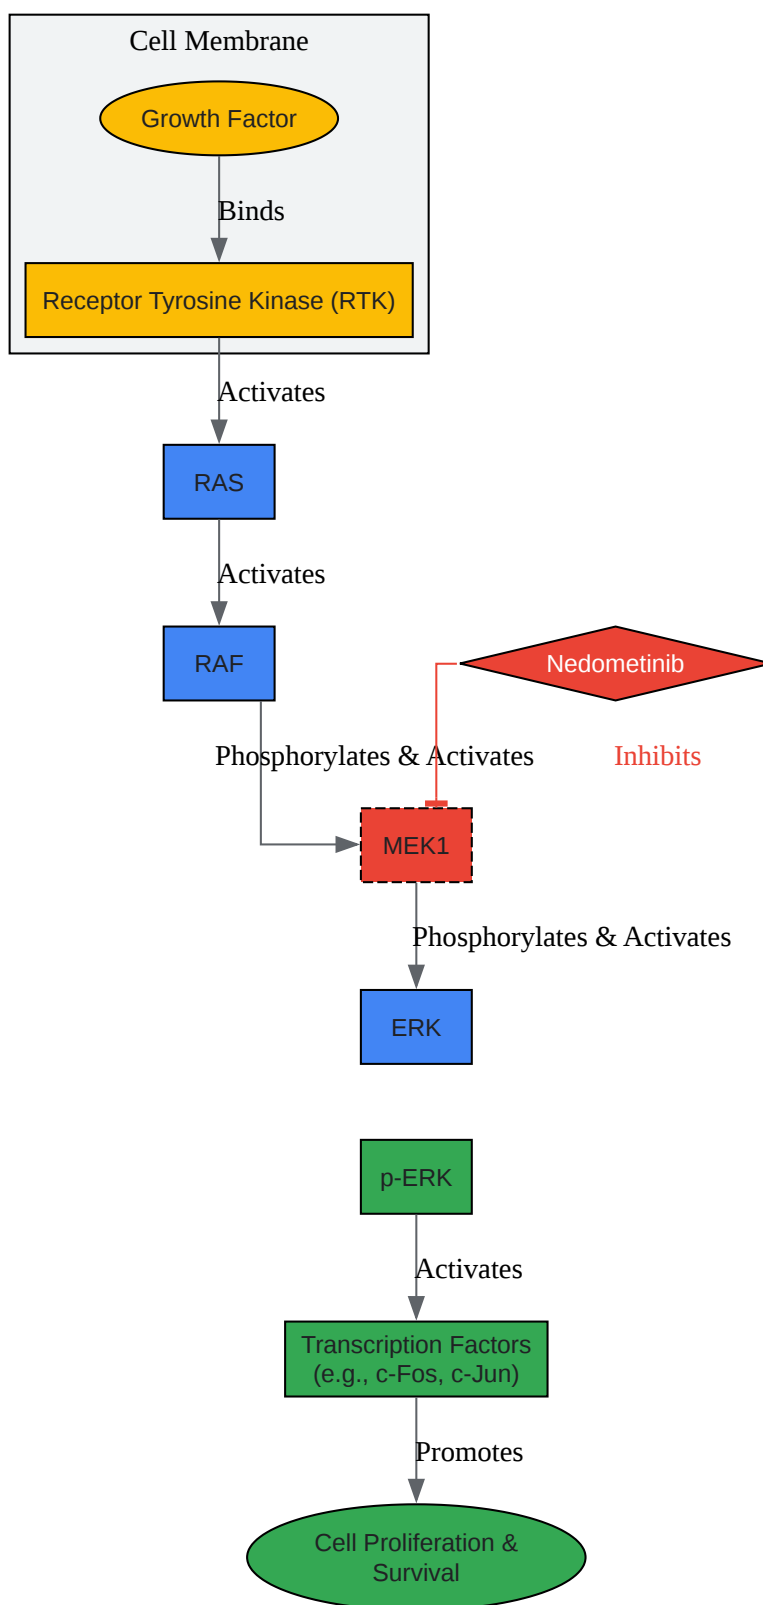 Cell Membrane
Growth Factor
Binds
Receptor Tyrosine Kinase (RTK)
Activates
RAS
Activates
RAF
Nedometinib
Phosphorylates & Activates
Inhibits
MEK1
Phosphorylates & Activates
ERK
p-ERK
Activates
Transcription Factors
(e.g., c-Fos, c-Jun)
Promotes
Cell Proliferation &
Survival